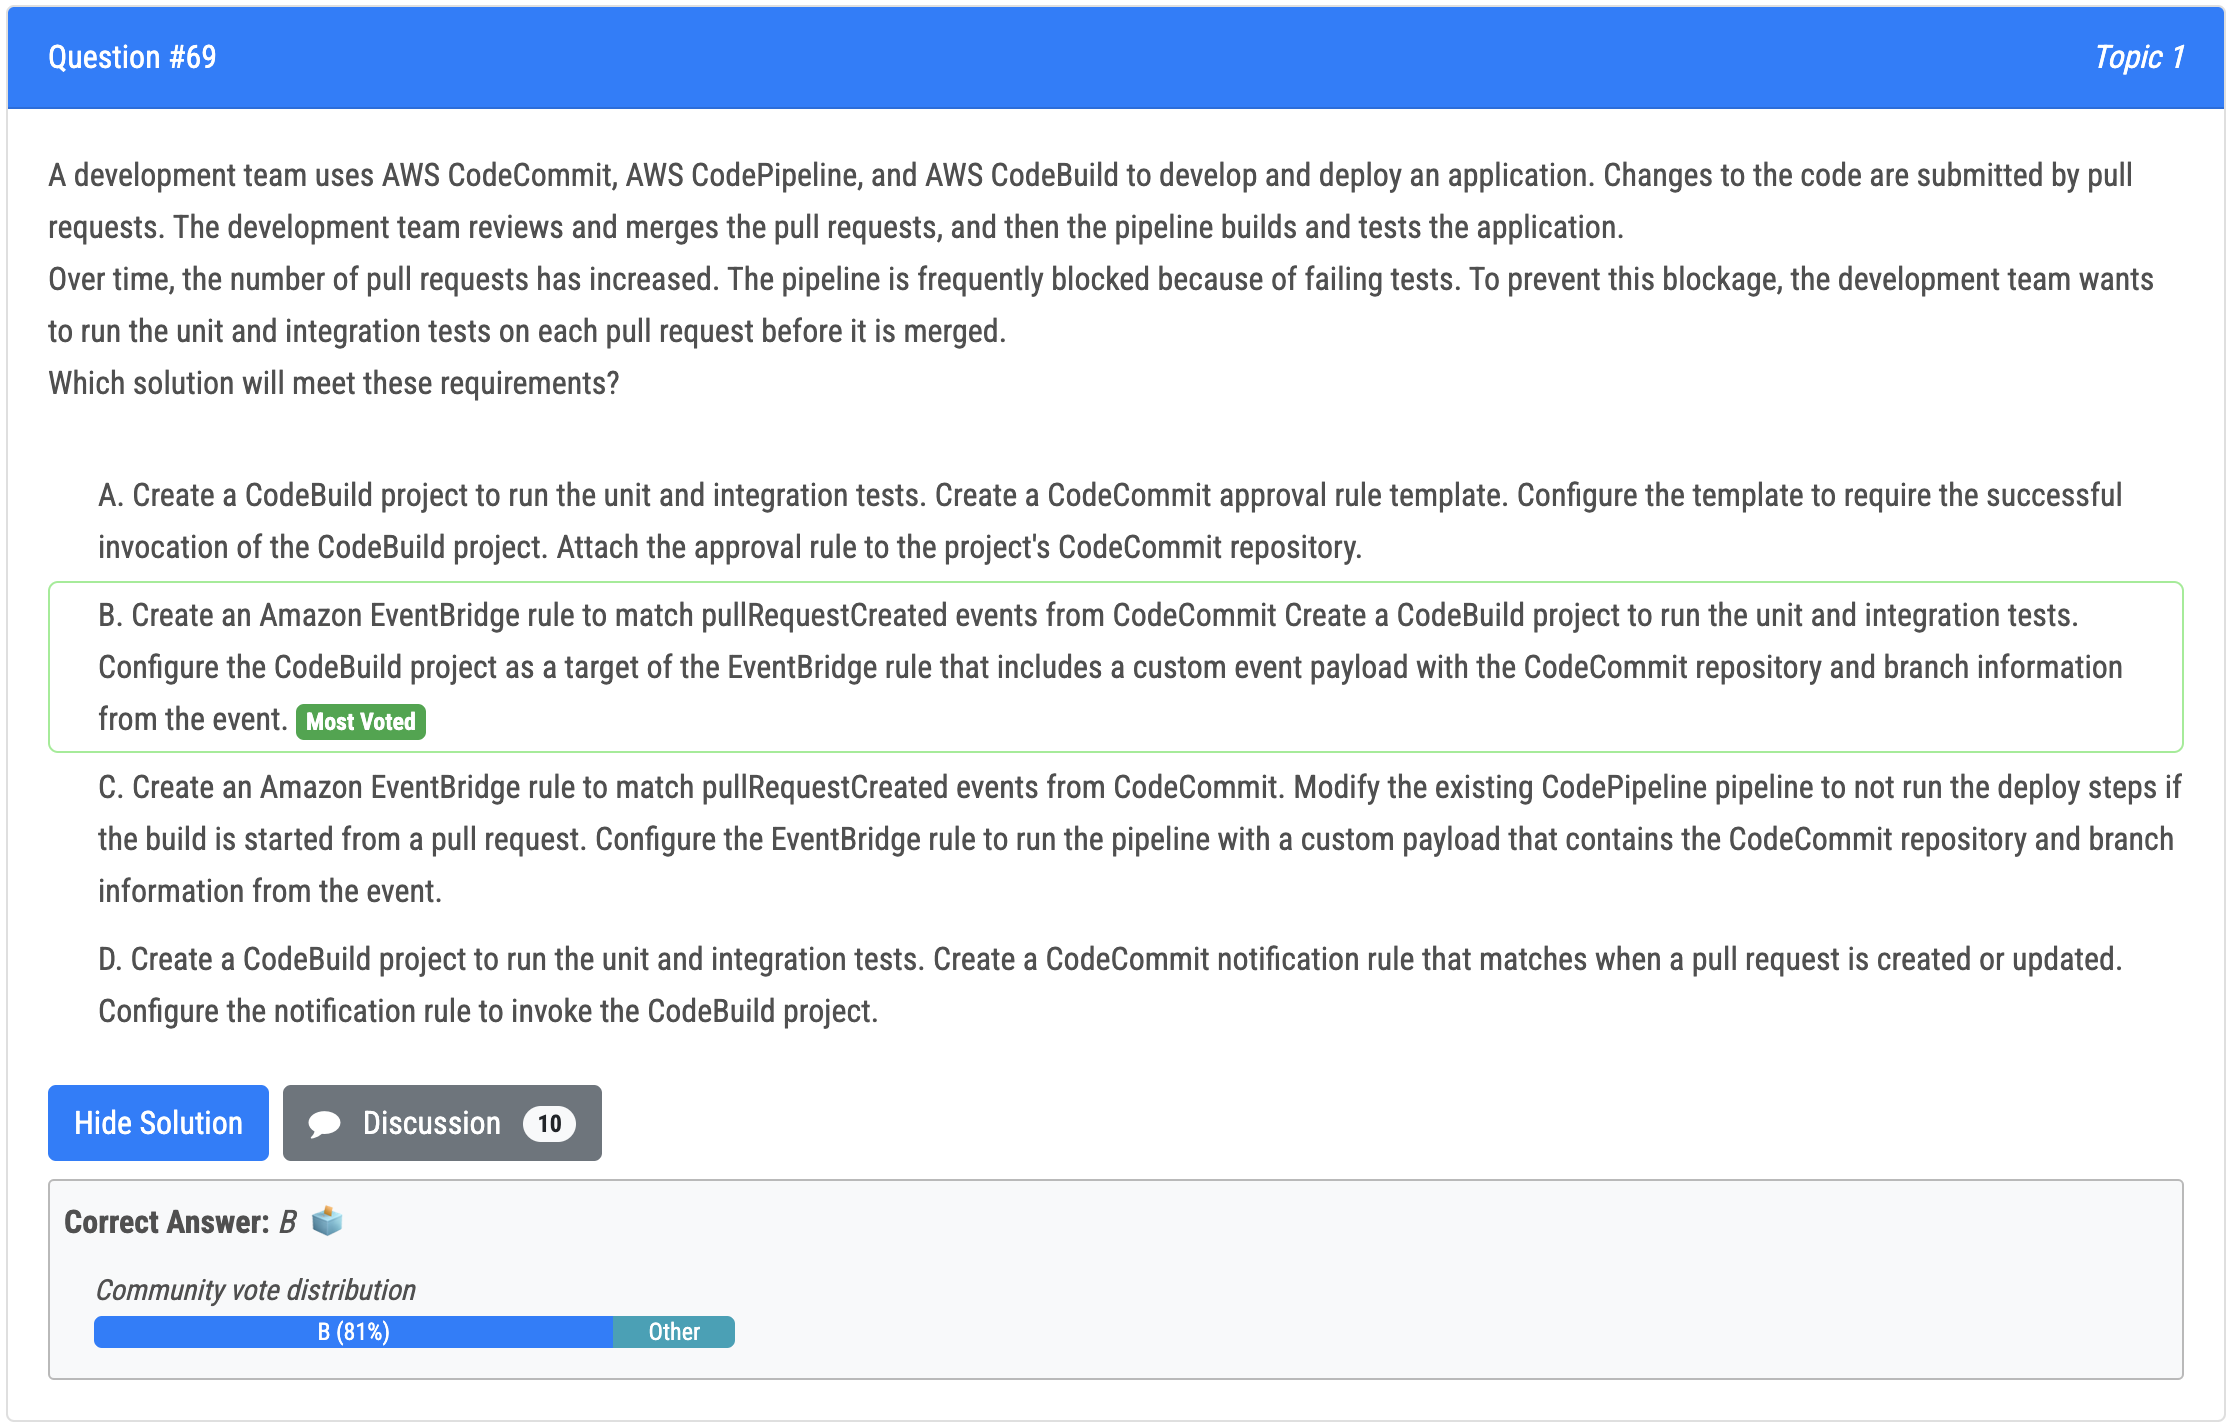 Question #69
Topic 1
A development team uses AWS CodeCommit, AWS CodePipeline, and AWS CodeBuild to develop and deploy an application. Changes to the code are submitted by pull
requests. The development team reviews and merges the pull requests, and then the pipeline builds and tests the application.
Over time, the number of pull requests has increased. The pipeline is frequently blocked because of failing tests. To prevent this blockage, the development team wants
to run the unit and integration tests on each pull request before it is merged.
Which solution will meet these requirements?
A. Create a CodeBuild project to run the unit and integration tests. Create a CodeCommit approval rule template. Configure the template to require the successful
invocation of the CodeBuild project. Attach the approval rule to the project's CodeCommit repository.
B. Create an Amazon EventBridge rule to match pullRequestCreated events from CodeCommit Create a CodeBuild project to run the unit and integration tests.
Configure the CodeBuild project as a target of the EventBridge rule that includes a custom event payload with the CodeCommit repository and branch information
from the event. Most Voted
C. Create an Amazon EventBridge rule to match pullRequestCreated events from CodeCommit. Modify the existing CodePipeline pipeline to not run the deploy steps if
the build is started from a pull request. Configure the EventBridge rule to run the pipeline with a custom payload that contains the CodeCommit repository and branch
information from the event.
D. Create a CodeBuild project to run the unit and integration tests. Create a CodeCommit notification rule that matches when a pull request is created or updated.
Configure the notification rule to invoke the CodeBuild project.
Hide Solution
Discussion 10
Correct Answer: B
Community vote distribution
B (81%)
Other